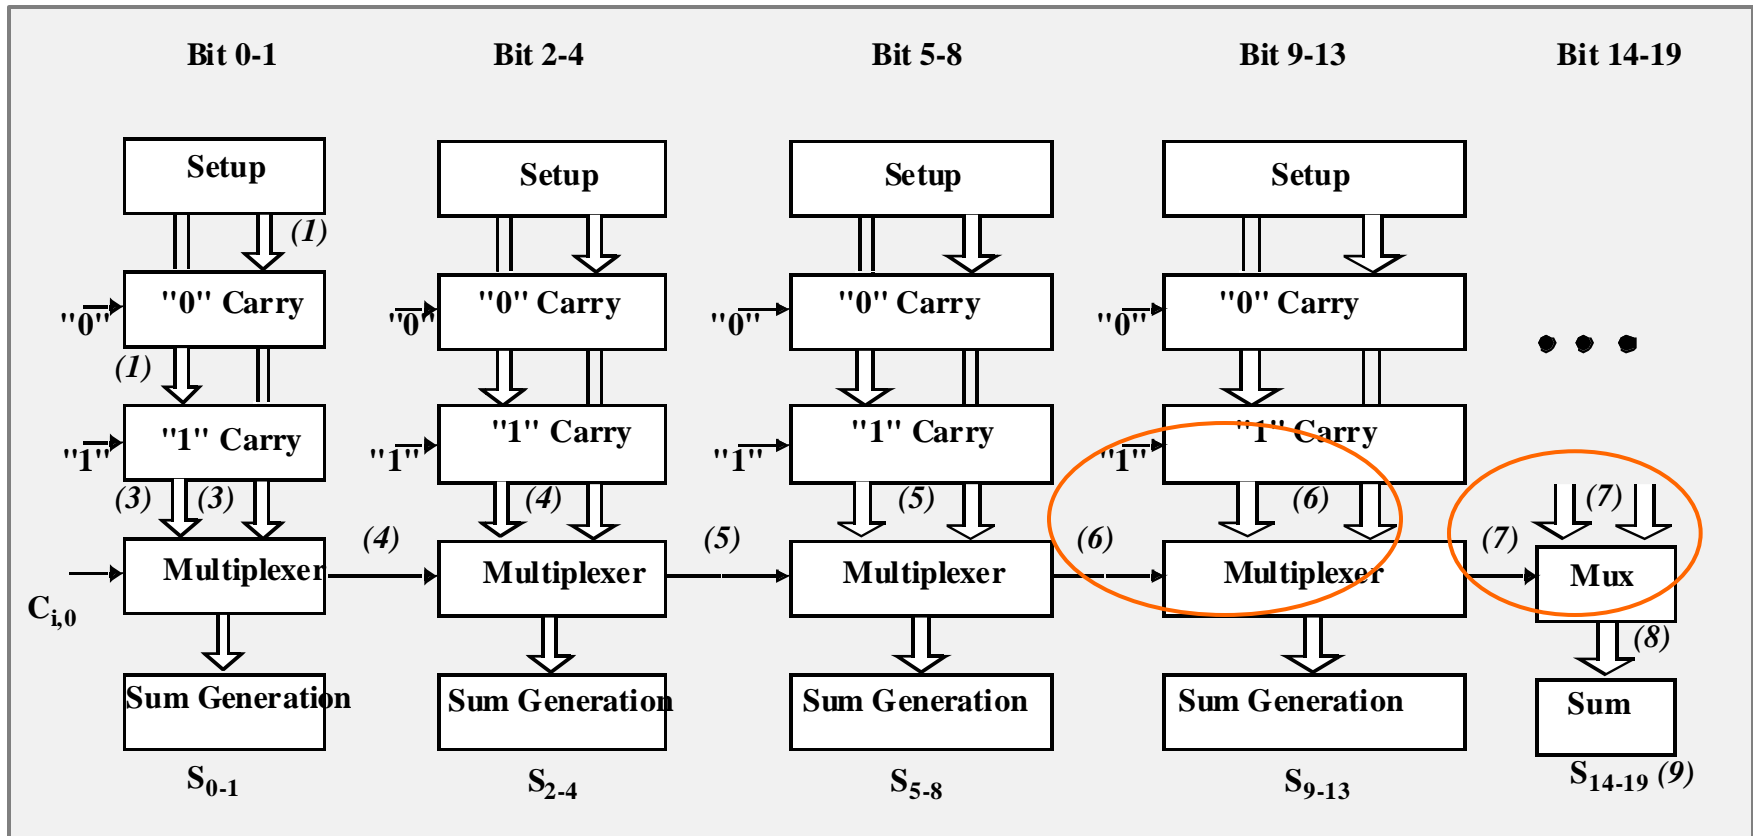 Bit 0-1 Bit 2-4 Bit 5-8 Bit 9-13 Bit 14-19
Setup Setup Setup Setup
(1)
"0" Carry "0" Carry "0" Carry "0" Carry
"0" "0" "0" "0"
(1)
"1" Carry "1" Carry "1" Carry "1" Carry
"1" "1" "1" "1"
(3) (3) (4) (5) (6) (7)
(4) (5) (6) (7)
Multiplexer Multiplexer Multiplexer Multiplexer Mux
Ci,0
(8)
Sum Generation Sum Generation Sum Generation Sum Generation Sum
S0-1 S2-4 S5-8 S9-13 S14-19 (9)